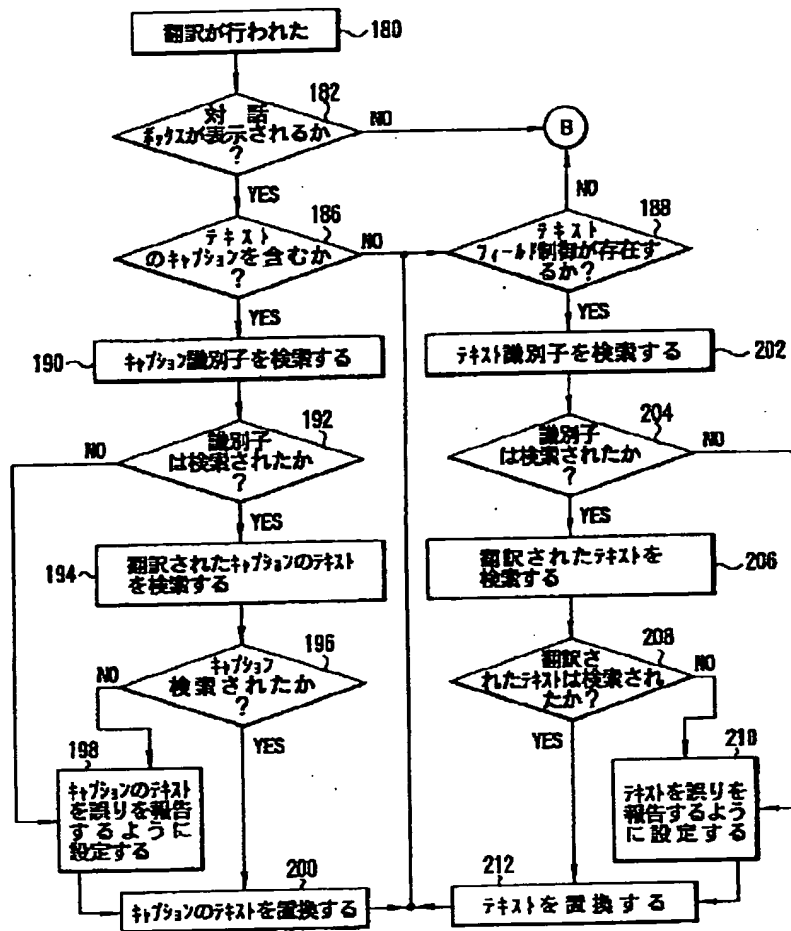 翻訳が行われた
180
対 話
ボックスが表示されるか
?
182
NO
B
YES
NO
テキスト
のキャプションを含むか
?
186
NO
テキスト
フィールド制御が存在す
るか?
188
YES
YES
190
キャプション識別子を検索する
テキスト識別子を検索する
202
識別子
は検索されたか
?
192
NO
識別子
は検索されたか
?
204
NO
YES
YES
194
翻訳されたキャプションのテキスト
を検索する
翻訳されたテキストを
検索する
206
キャプション
検索されたか
?
196
NO
翻訳さ
れたテキストは検索され
たか?
208
NO
YES
YES
198
キャプションのテキスト
を誤りを報告
するように
設定する
210
テキストを誤りを
報告するよう
に設定する
200
キャプションのテキストを置換する
212
テキストを置換する